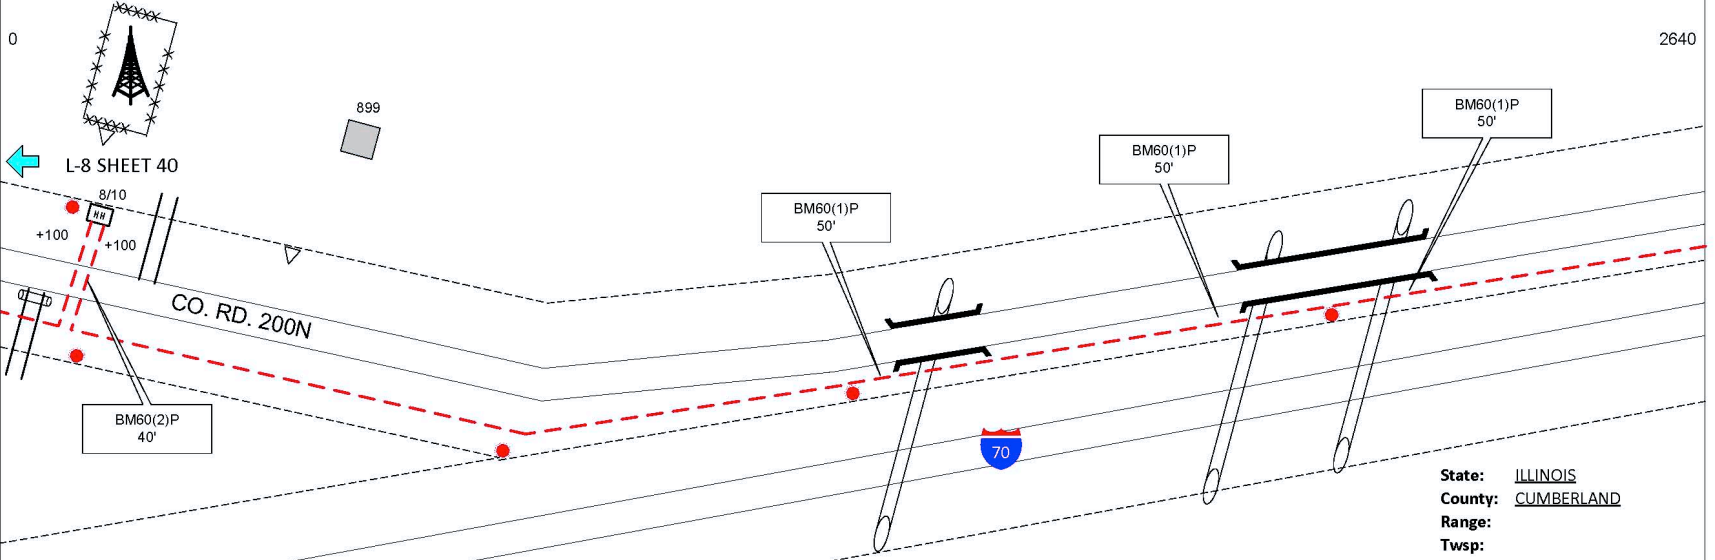 0
2640
899
BM60(1)P
50'
BM60(1)P
50'
L-8 SHEET 40
8/10
HH
+100
+100
BM60(1)P
50'
CO. RD. 200N
BM60(2)P
40'
70
State: ILLINOIS
County: CUMBERLAND
Range:
Twsp: